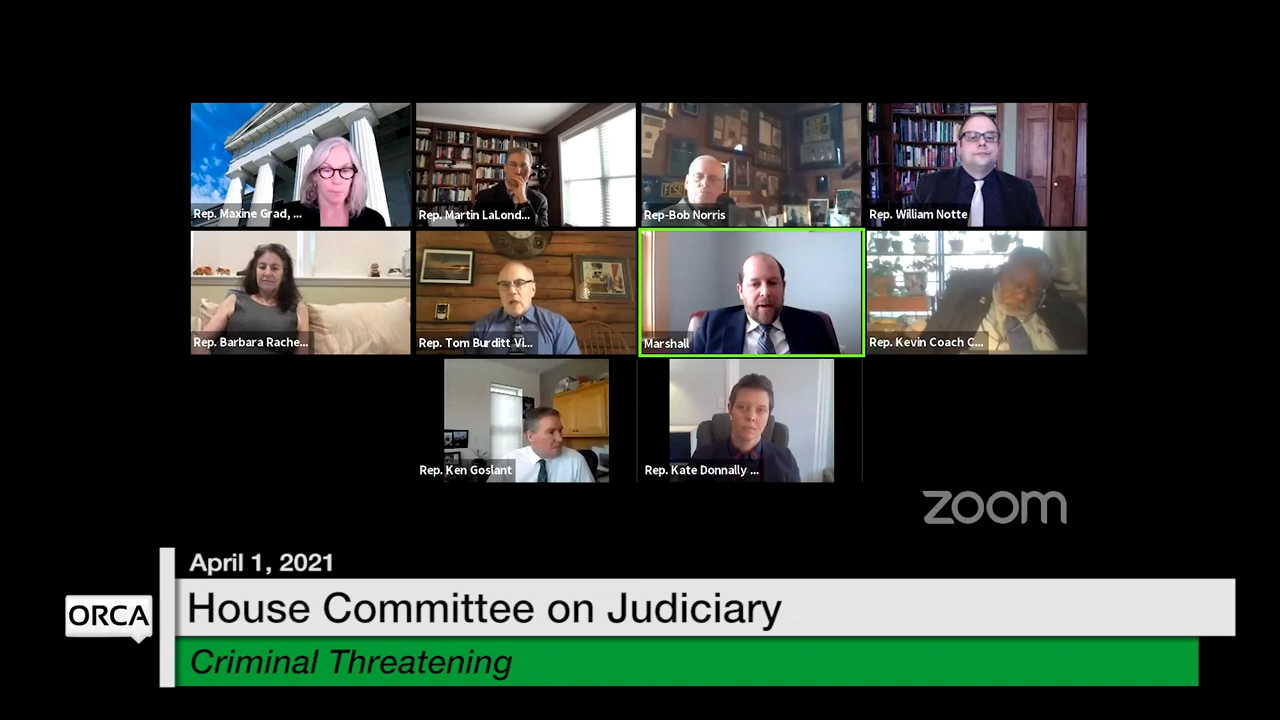 Rep. Maxine Grad, ...
Rep. Martin LaLond...
Rep-Bob Norris
Rep. William Notte
Rep. Barbara Rache...
Rep. Tom Burditt Vi...
Marshall
Rep. Kevin Coach C...
Rep. Ken Goslant
Rep. Kate Donnally ...
zoom
April 1, 2021
ORCA
House Committee on Judiciary
Criminal Threatening